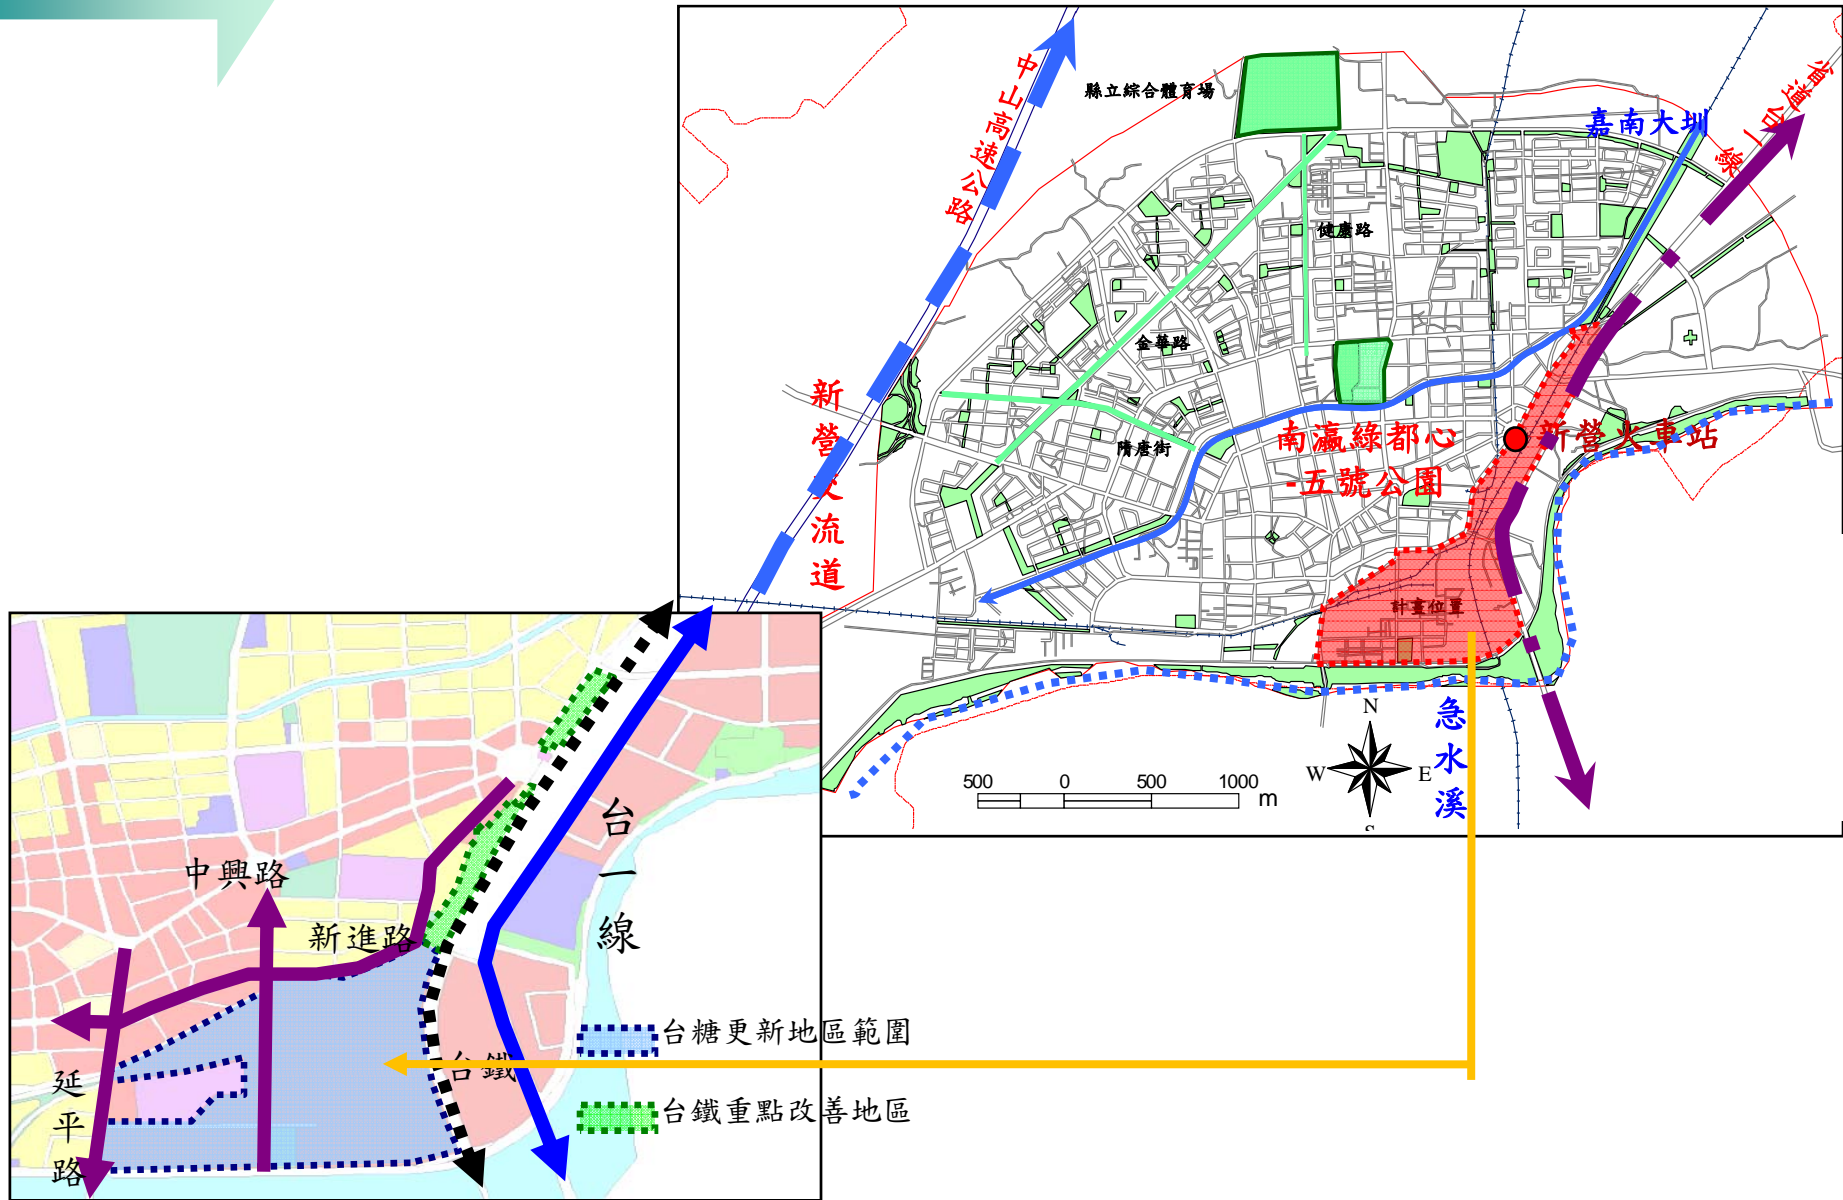 中山高速公路
縣立綜合體育場
嘉南大圳
省道台一線
健康路
金華路
隋唐街
新營交流道
南瀛綠都心
-五號公園
新營火車站
計畫位置
急水溪
N
W
E
S
500
0
500
1000
m
台一線
中興路
新進路
台鐵
延平路
台糖更新地區範圍
台鐵重點改善地區